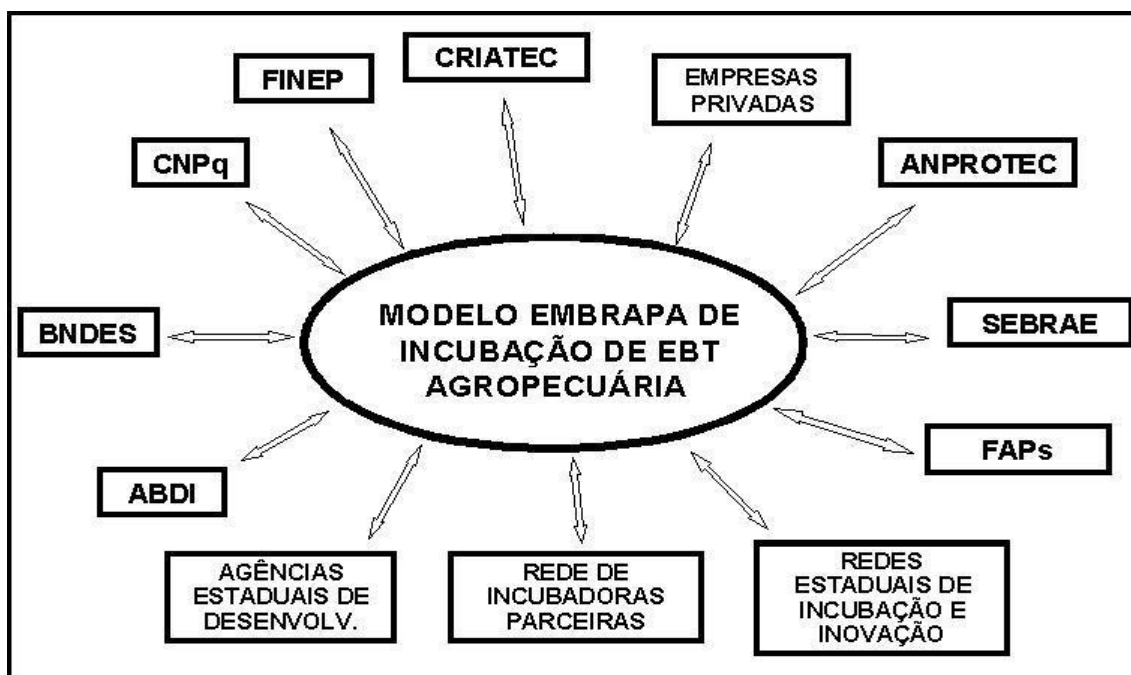 CRIATEC
FINEP
EMPRESAS
PRIVADAS
CNPq
ANPROTEC
MODELO EMBRAPA DE
INCUBAÇÃO DE EBT
AGROPECUÁRIA
BNDES
SEBRAE
FAPs
ABDI
AGÊNCIAS
ESTADUAIS DE
DESENVOLV.
REDE DE
INCUBADORAS
PARCEIRAS
REDES
ESTADUAIS DE
INCUBAÇÃO E
INOVAÇÃO